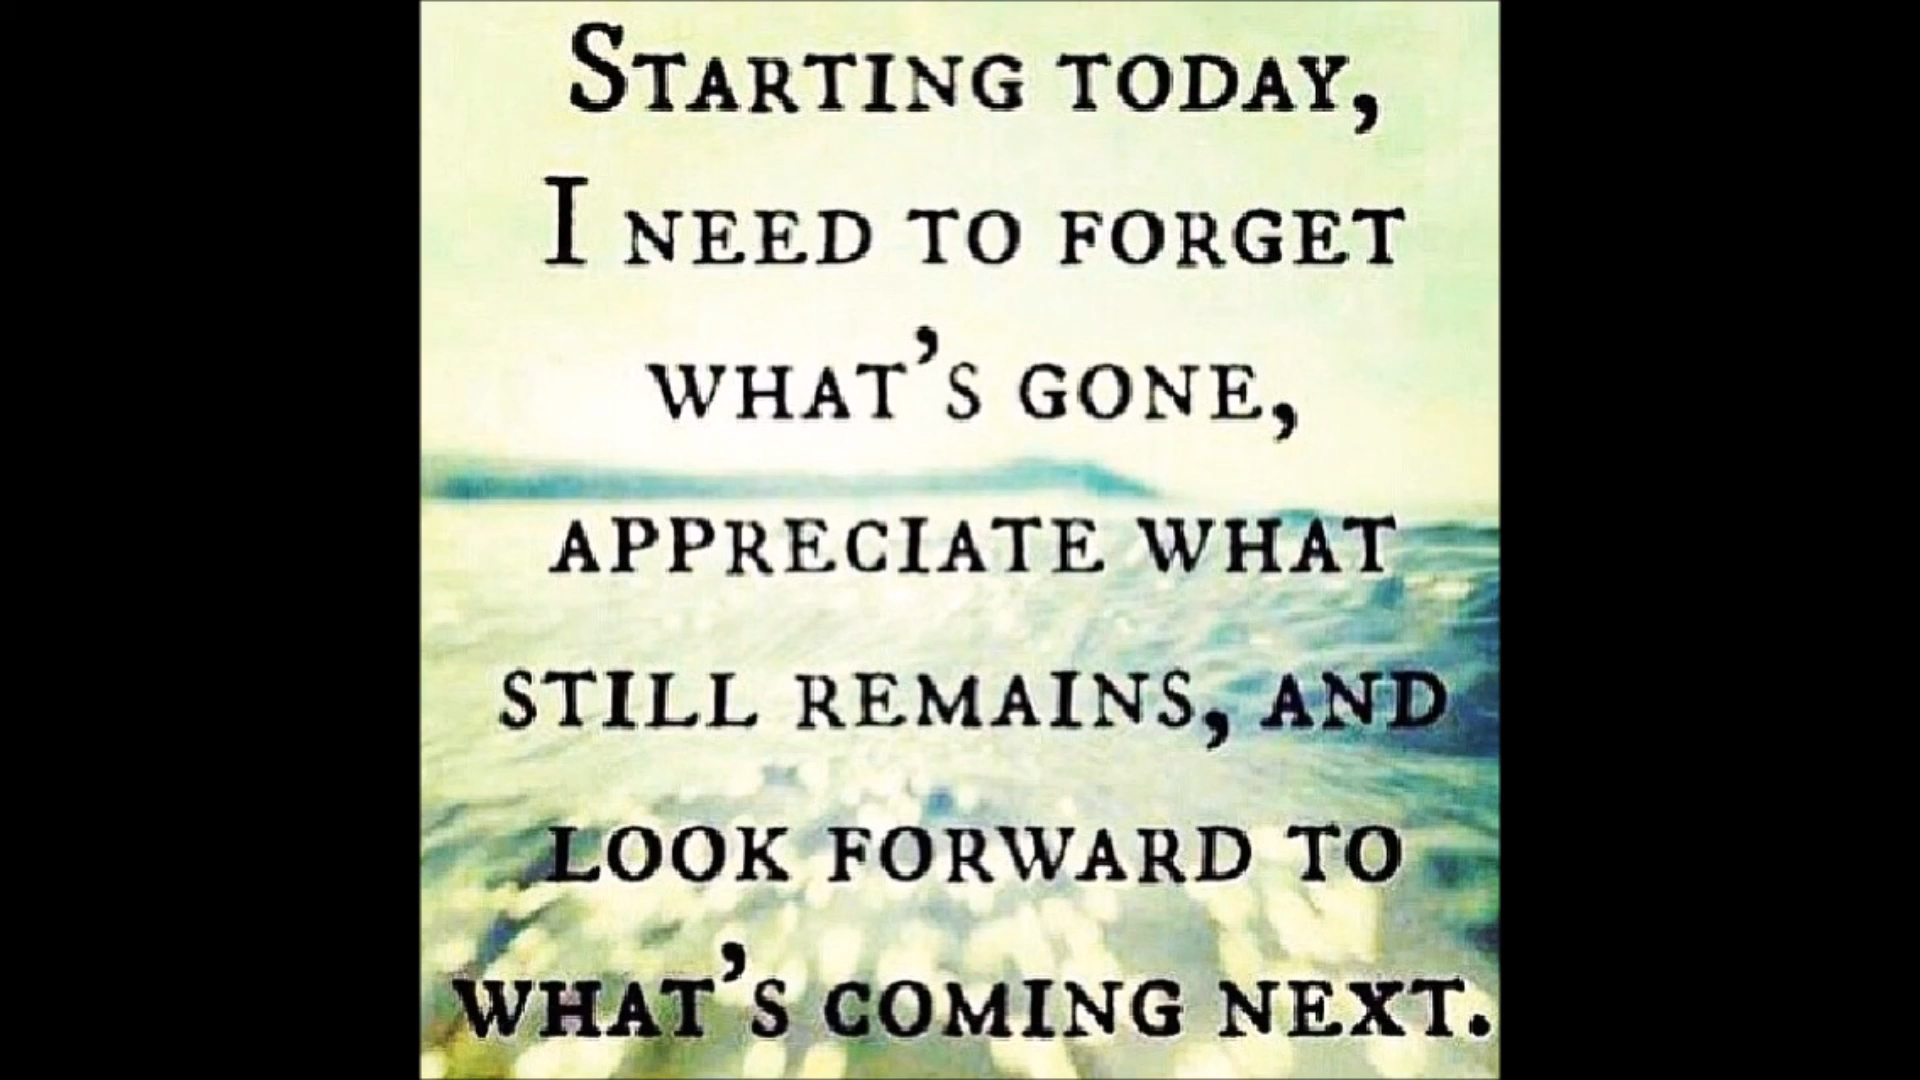 Starting today,
I need to forget
what's gone,
appreciate what
still remains, and
look forward to
what's coming next.